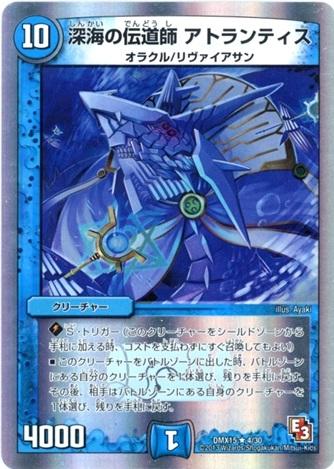 10
しんかい でんどうし
深海の伝道師 アトランティス
オラクル/リヴァイアサン
illus. Ayaki
クリーチャー
S・トリガー (このクリーチャーをシールドゾーンから
手札に加える時、コストを支払わずにすぐ召喚してもよい)
■このクリーチャーがバトルゾーンに出した時、バトルゾーン
にある自分のクリーチャーを1体選び、残りを手札に戻す。
その後、相手はバトルゾーンにある自身のクリーチャーを
1体選び、残りを手札に戻す。
4000
1
E3
DMX15 ★ 4/30
©2013 Wizards/Shogakukan/Mitsui-Kids